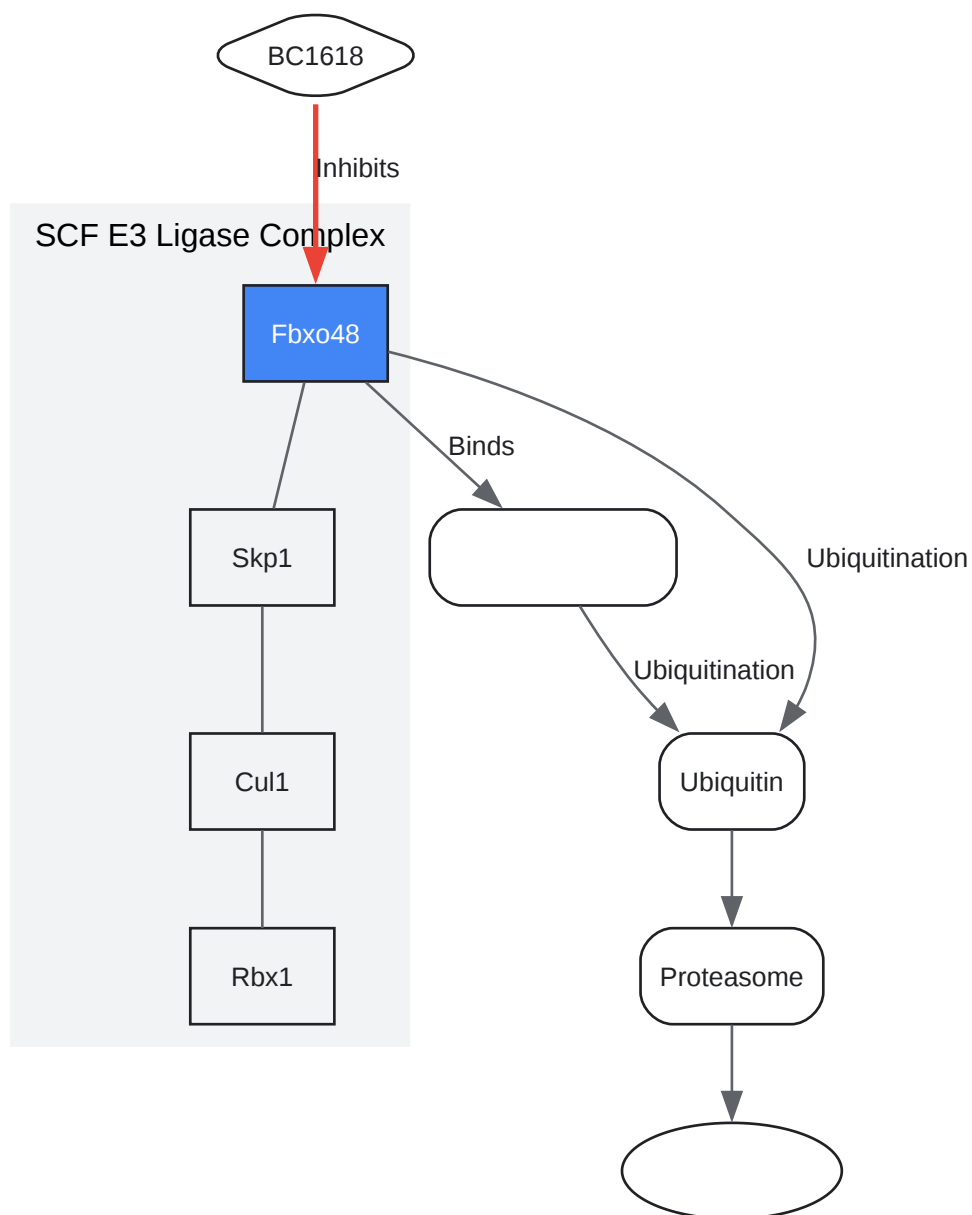 BC1618
Inhibits
SCF E3 Ligase Complex
Fbxo48
Binds
Skp1
Ubiquitination
Ubiquitination
Cul1
Ubiquitin
Rbx1
Proteasome